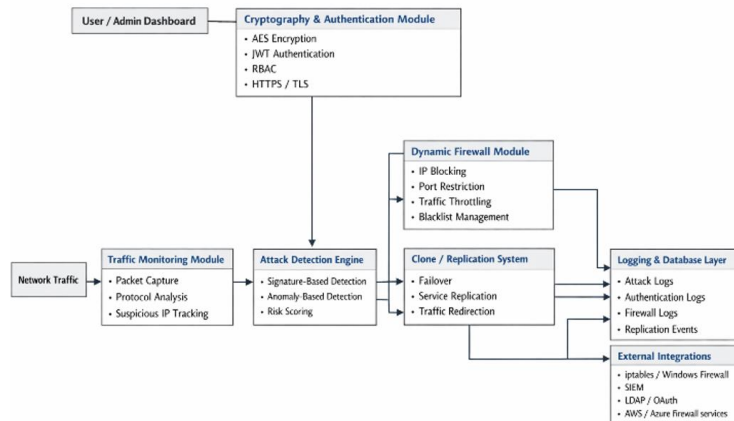 User / Admin Dashboard
Cryptography & Authentication Module
• AES Encryption
• JWT Authentication
• RBAC
• HTTPS / TLS
Dynamic Firewall Module
• IP Blocking
• Port Restriction
• Traffic Throttling
• Blacklist Management
Network Traffic
Traffic Monitoring Module
• Packet Capture
• Protocol Analysis
• Suspicious IP Tracking
Attack Detection Engine
• Signature-Based Detection
• Anomaly-Based Detection
• Risk Scoring
Clone / Replication System
• Failover
• Service Replication
• Traffic Redirection
Logging & Database Layer
• Attack Logs
• Authentication Logs
• Firewall Logs
• Replication Events
External Integrations
• iptables / Windows Firewall
• SIEM
• LDAP / OAuth
• AWS / Azure Firewall services